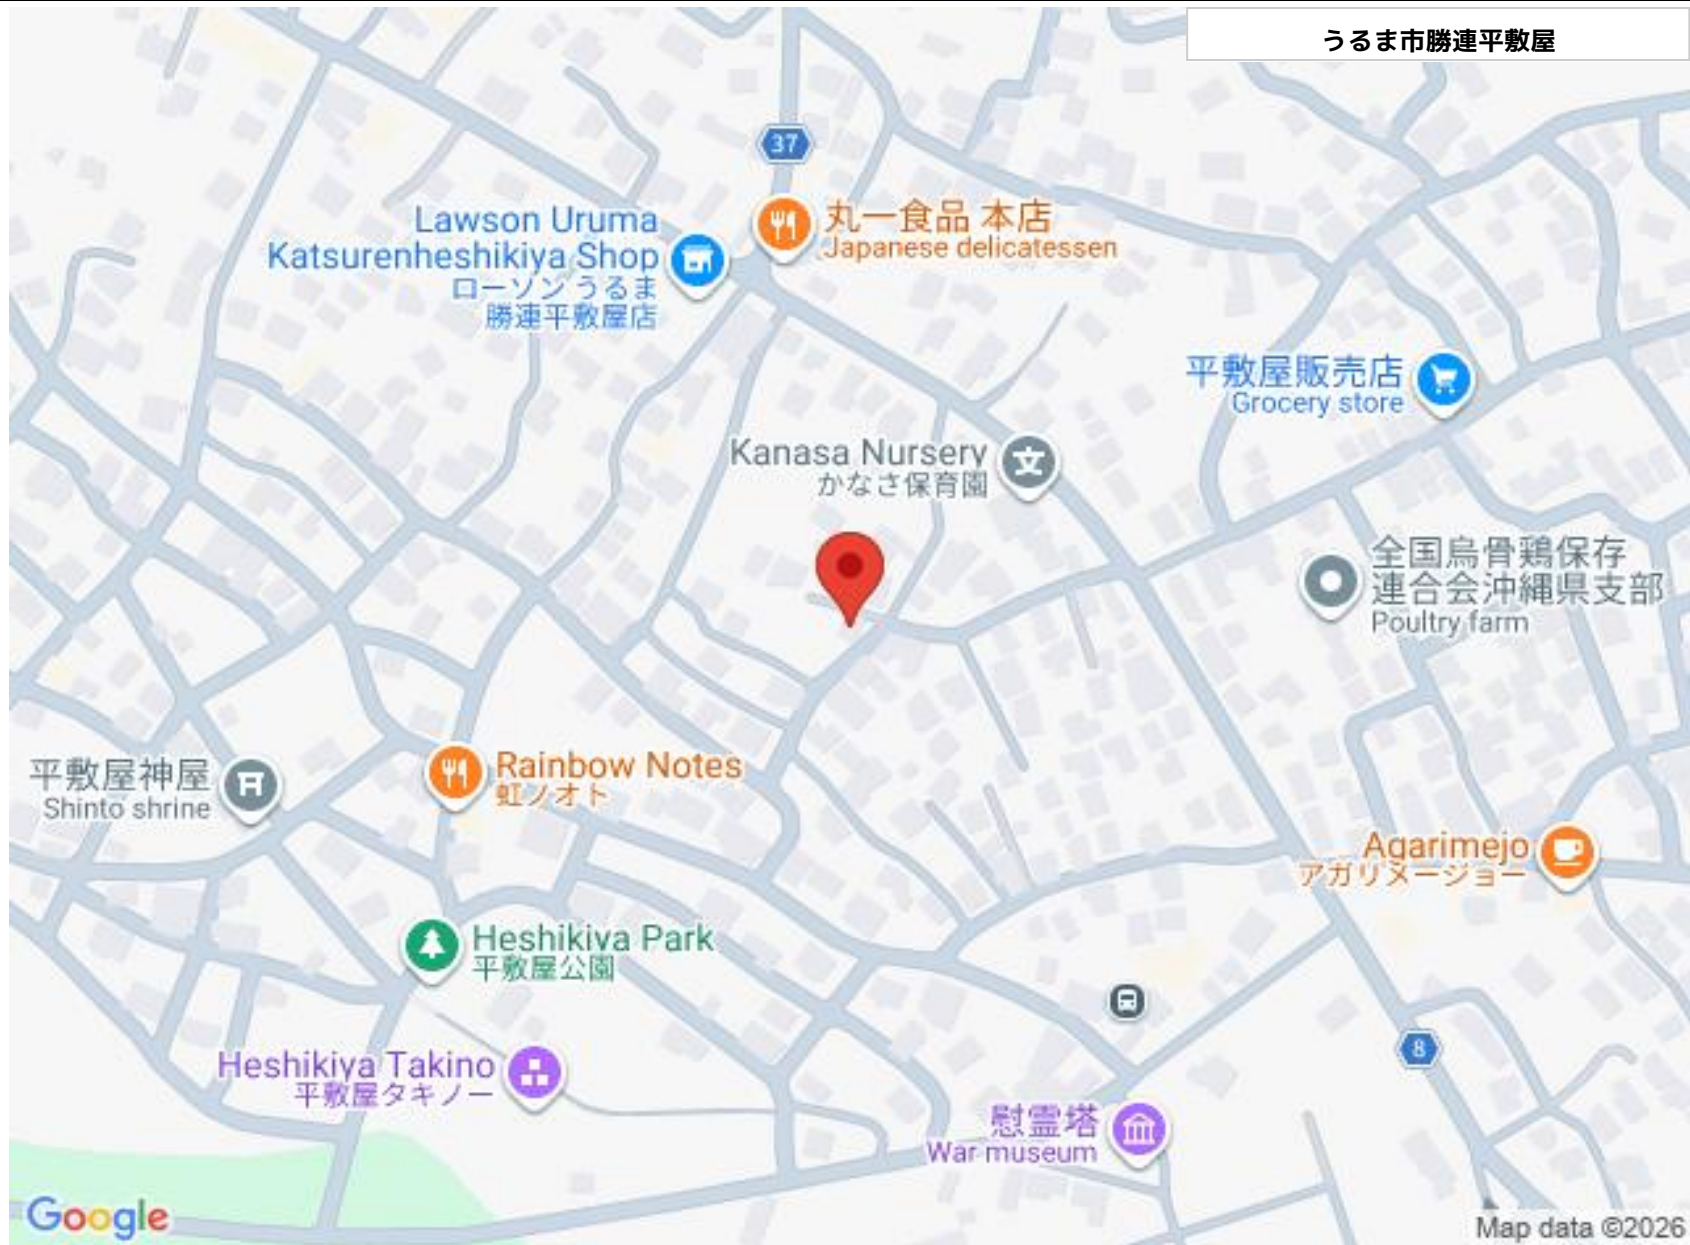 うるま市勝連平敷屋
37
Lawson Uruma
Katsurenheshikiya Shop
ローソン うるま
勝連平敷屋店
丸一食品 本店
Japanese delicatessen
平敷屋販売店
Grocery store
Kanasa Nursery
かなさ保育園
全国烏骨鶏保存
連合会沖縄県支部
Poultry farm
平敷屋神屋
Shinto shrine
Rainbow Notes
虹ノオト
Agarimejo
アガリメージョー
Heshikiya Park
平敷屋公園
8
Heshikiya Takino
平敷屋タキノー
慰霊塔
War museum
Google
Map data ©2026